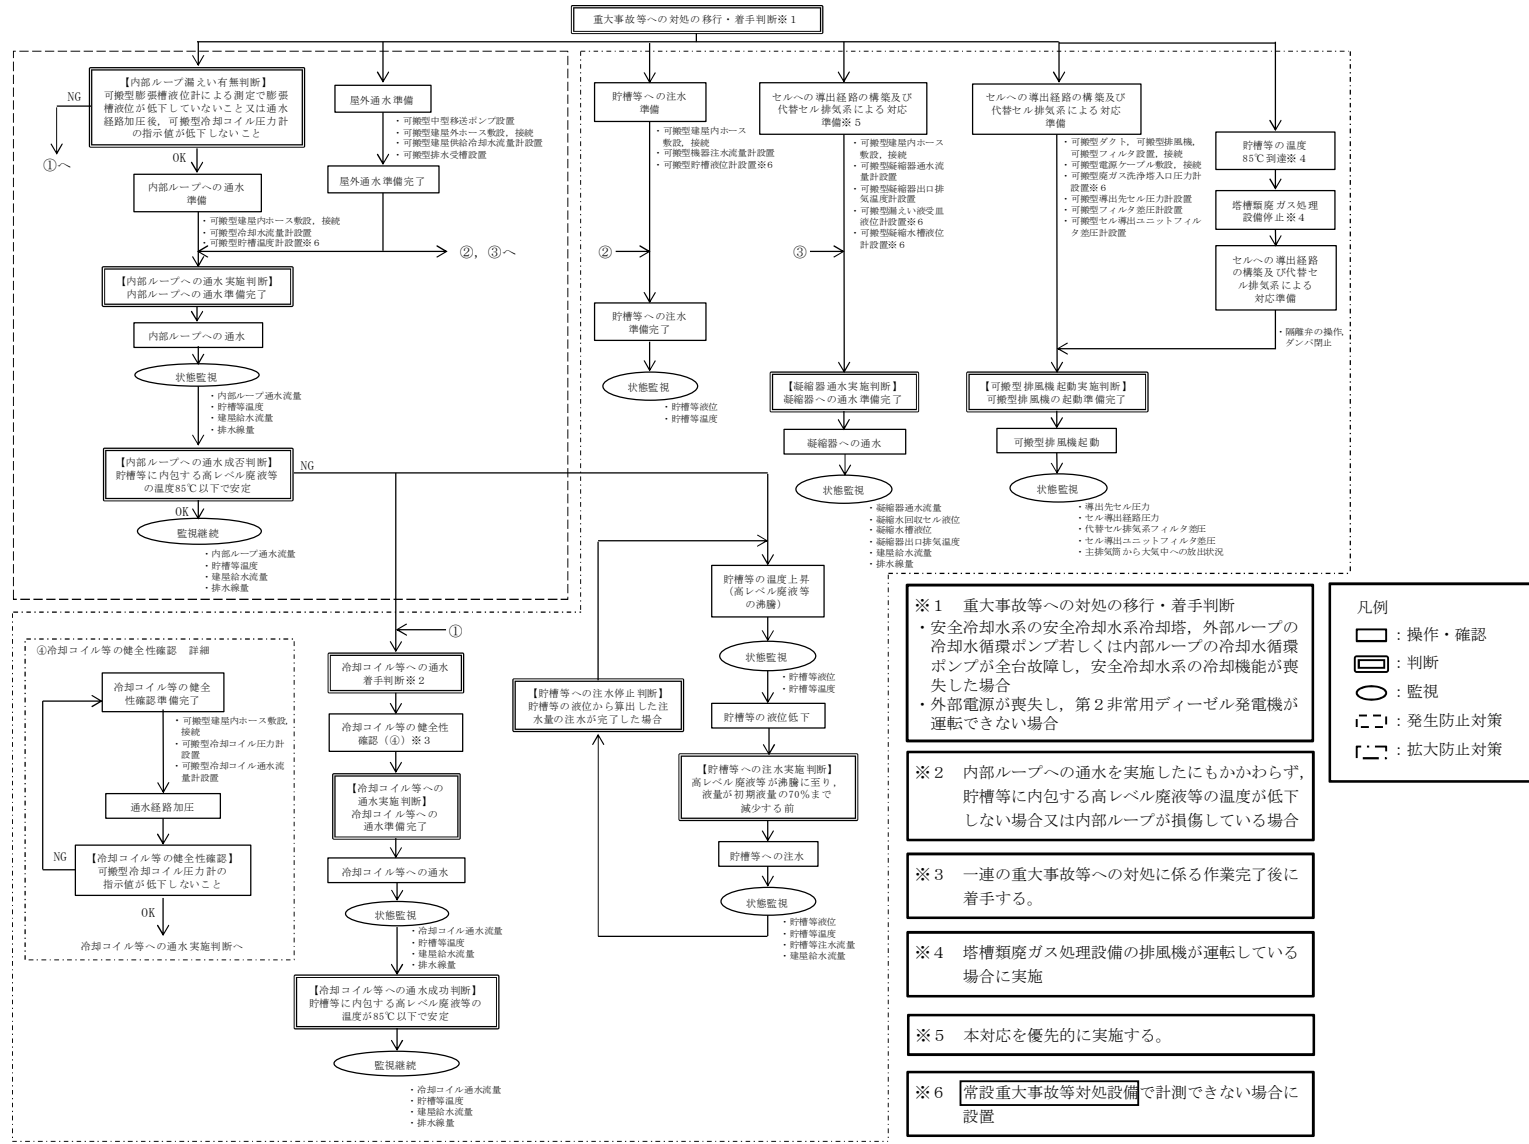 重大事故等への対処の移行・着手判断※１
【内部ループ漏えい有無判断】
可搬型膨張槽液位計による測定で膨張
槽液位が低下していないこと又は通水
経路加圧後，可搬型冷却コイル圧力計
の指示値が低下しないこと
NG
①へ
OK
内部ループへの通水
準備
・可搬型建屋内ホース敷設，接続
・可搬型冷却水流量計設置
・可搬型貯槽温度計設置※６
屋外通水準備
・可搬型中型移送ポンプ設置
・可搬型建屋外ホース敷設，接続
・可搬型建屋供給冷却水流量計設置
・可搬型排水受槽設置
屋外通水準備完了
②，③へ
【内部ループへの通水実施判断】
内部ループへの通水準備完了
内部ループへの通水
状態監視
・内部ループ通水流量
・貯槽等温度
・建屋給水流量
・排水線量
【内部ループへの通水成否判断】
貯槽等に内包する高レベル廃液等
の温度85℃以下で安定
NG
OK
監視継続
・内部ループ通水流量
・貯槽等温度
・建屋給水流量
・排水線量
貯槽等への注水
準備
・可搬型建屋内ホース
敷設，接続
・可搬型機器注水流量計設置
・可搬型貯槽液位計設置※６
②
貯槽等への注水
準備完了
状態監視
・貯槽等液位
・貯槽等温度
セルへの導出経路の構築及び
代替セル排気系による対応
準備※５
・可搬型建屋内ホース
敷設，接続
・可搬型凝縮器通水流
量計設置
・可搬型凝縮器出口排
気温度計設置
・可搬型漏えい液受皿
液位計設置※６
・可搬型凝縮水槽液位
計設置※６
③
【凝縮器通水実施判断】
凝縮器への通水準備完了
凝縮器への通水
状態監視
・凝縮器通水流量
・凝縮水回収セル液位
・凝縮水槽液位
・凝縮器出口排気温度
・建屋給水流量
・排水線量
セルへの導出経路の構築及び
代替セル排気系による対応
準備
・可搬型ダクト，可搬型排風機，
可搬型フィルタ設置，接続
・可搬型電源ケーブル敷設，接続
・可搬型廃ガス洗浄塔入口圧力計
設置※６
・可搬型導出先セル圧力計設置
・可搬型フィルタ差圧計設置
・可搬型セル導出ユニットフィル
タ差圧計設置
貯槽等の温度
85℃到達※４
塔槽類廃ガス処理
設備停止※４
セルへの導出経路
の構築及び代替セ
ル排気系による
対応準備
・隔離弁の操作，
ダンパ閉止
【可搬型排風機起動実施判断】
可搬型排風機の起動準備完了
可搬型排風機起動
状態監視
・導出先セル圧力
・セル導出経路圧力
・代替セル排気系フィルタ差圧
・セル導出ユニットフィルタ差圧
・主排気筒から大気中への放出状況
①
冷却コイル等への通水
着手判断※２
冷却コイル等の健全性
確認（④）※３
【冷却コイル等への
通水実施判断】
冷却コイル等への
通水準備完了
冷却コイル等への通水
状態監視
・冷却コイル通水流量
・貯槽等温度
・建屋給水流量
・排水線量
【冷却コイル等への通水成功判断】
貯槽等に内包する高レベル廃液等の
温度が85℃以下で安定
監視継続
・冷却コイル通水流量
・貯槽等温度
・建屋給水流量
・排水線量
④冷却コイル等の健全性確認　詳細
冷却コイル等の健全
性確認準備完了
・可搬型建屋内ホース敷設，
接続
・可搬型冷却コイル圧力計
設置
・可搬型冷却コイル通水流
量計設置
通水経路加圧
【冷却コイル等の健全性確認】
可搬型冷却コイル圧力計の
指示値が低下しないこと
NG
OK
冷却コイル等への通水実施判断へ
貯槽等の温度上昇
（高レベル廃液等
の沸騰）
状態監視
・貯槽等液位
・貯槽等温度
貯槽等の液位低下
【貯槽等への注水実施判断】
高レベル廃液等が沸騰に至り，
液量が初期液量の70％まで
減少する前
貯槽等への注水
状態監視
・貯槽等液位
・貯槽等温度
・貯槽等注水流量
・建屋給水流量
【貯槽等への注水停止判断】
貯槽等の液位から算出した注
水量の注水が完了した場合
※１　重大事故等への対処の移行・着手判断
・安全冷却水系の安全冷却水系冷却塔，外部ループの
冷却水循環ポンプ若しくは内部ループの冷却水循環
ポンプが全台故障し，安全冷却水系の冷却機能が喪
失した場合
・外部電源が喪失し，第２非常用ディーゼル発電機が
運転できない場合
※２　内部ループへの通水を実施したにもかかわらず，
貯槽等に内包する高レベル廃液等の温度が低下
しない場合又は内部ループが損傷している場合
※３　一連の重大事故等への対処に係る作業完了後に
着手する。
※４　塔槽類廃ガス処理設備の排風機が運転している
場合に実施
※５　本対応を優先的に実施する。
※６　常設重大事故等対処設備で計測できない場合に
設置
凡例
：操作・確認
：判断
：監視
：発生防止対策
：拡大防止対策